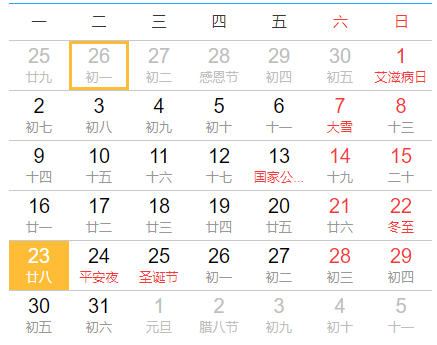 一 二 三 四 五 六 日
25 26 27 28 29 30 1
廿九 初一 初二 感恩节 初四 初五 艾滋病日
2 3 4 5 6 7 8
初七 初八 初九 初十 十一 大雪 十三
9 10 11 12 13 14 15
十四 十五 十六 十七 国家公... 十九 二十
16 17 18 19 20 21 22
廿一 廿二 廿三 廿四 廿五 廿六 冬至
23 24 25 26 27 28 29
廿八 平安夜 圣诞节 初一 初二 初三 初四
30 31 1 2 3 4 5
初五 初六 元旦 腊八节 初九 初十 十一